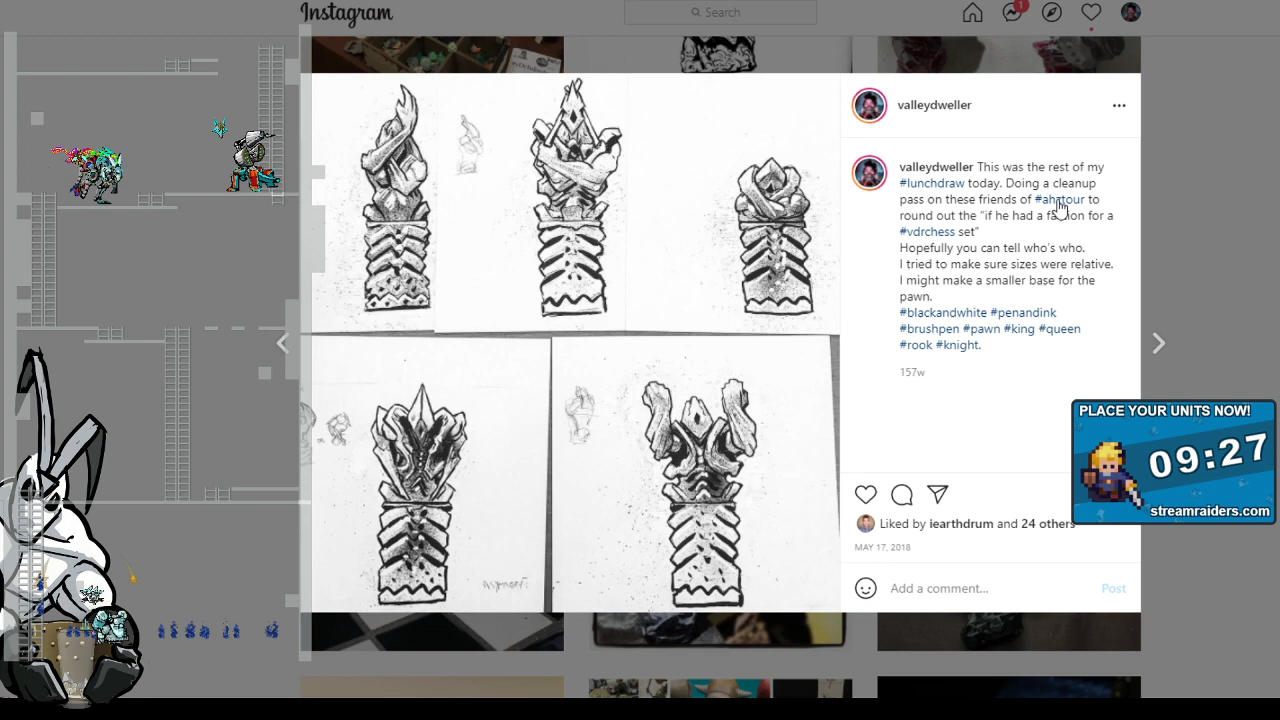 Instagram
Search
1
valleydweller
valleydweller This was the rest of my
#lunchdraw today. Doing a cleanup
pass on these friends of #ahrtour to
round out the "if he had a fashion for a
#vdrchess set"
Hopefully you can tell who's who.
I tried to make sure sizes were relative.
I might make a smaller base for the
pawn.
#blackandwhite #penandink
#brushpen #pawn #king #queen
#rook #knight.
157w
PLACE YOUR UNITS NOW!
09:27
streamraiders.com
Liked by iearthdrum and 24 others
MAY 17, 2018
Add a comment...
Post